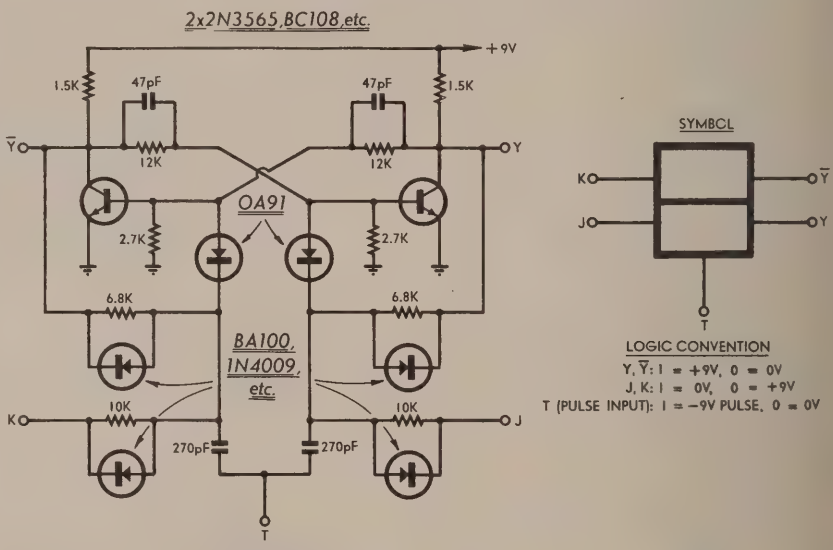 2x2N3565, BC108, etc.
+9V
1.5K
47pF
47pF
1.5K
Y̅
12K
12K
Y
OA91
2.7K
2.7K
6.8K
6.8K
BA100,
1N4009,
etc.
K
10K
10K
J
270pF
270pF
T
SYMBOL
K
Y̅
J
Y
T
LOGIC CONVENTION
Y, Y̅: 1 = +9V, 0 = 0V
J, K: 1 = 0V, 0 = +9V
T (PULSE INPUT): 1 = -9V PULSE, 0 = 0V